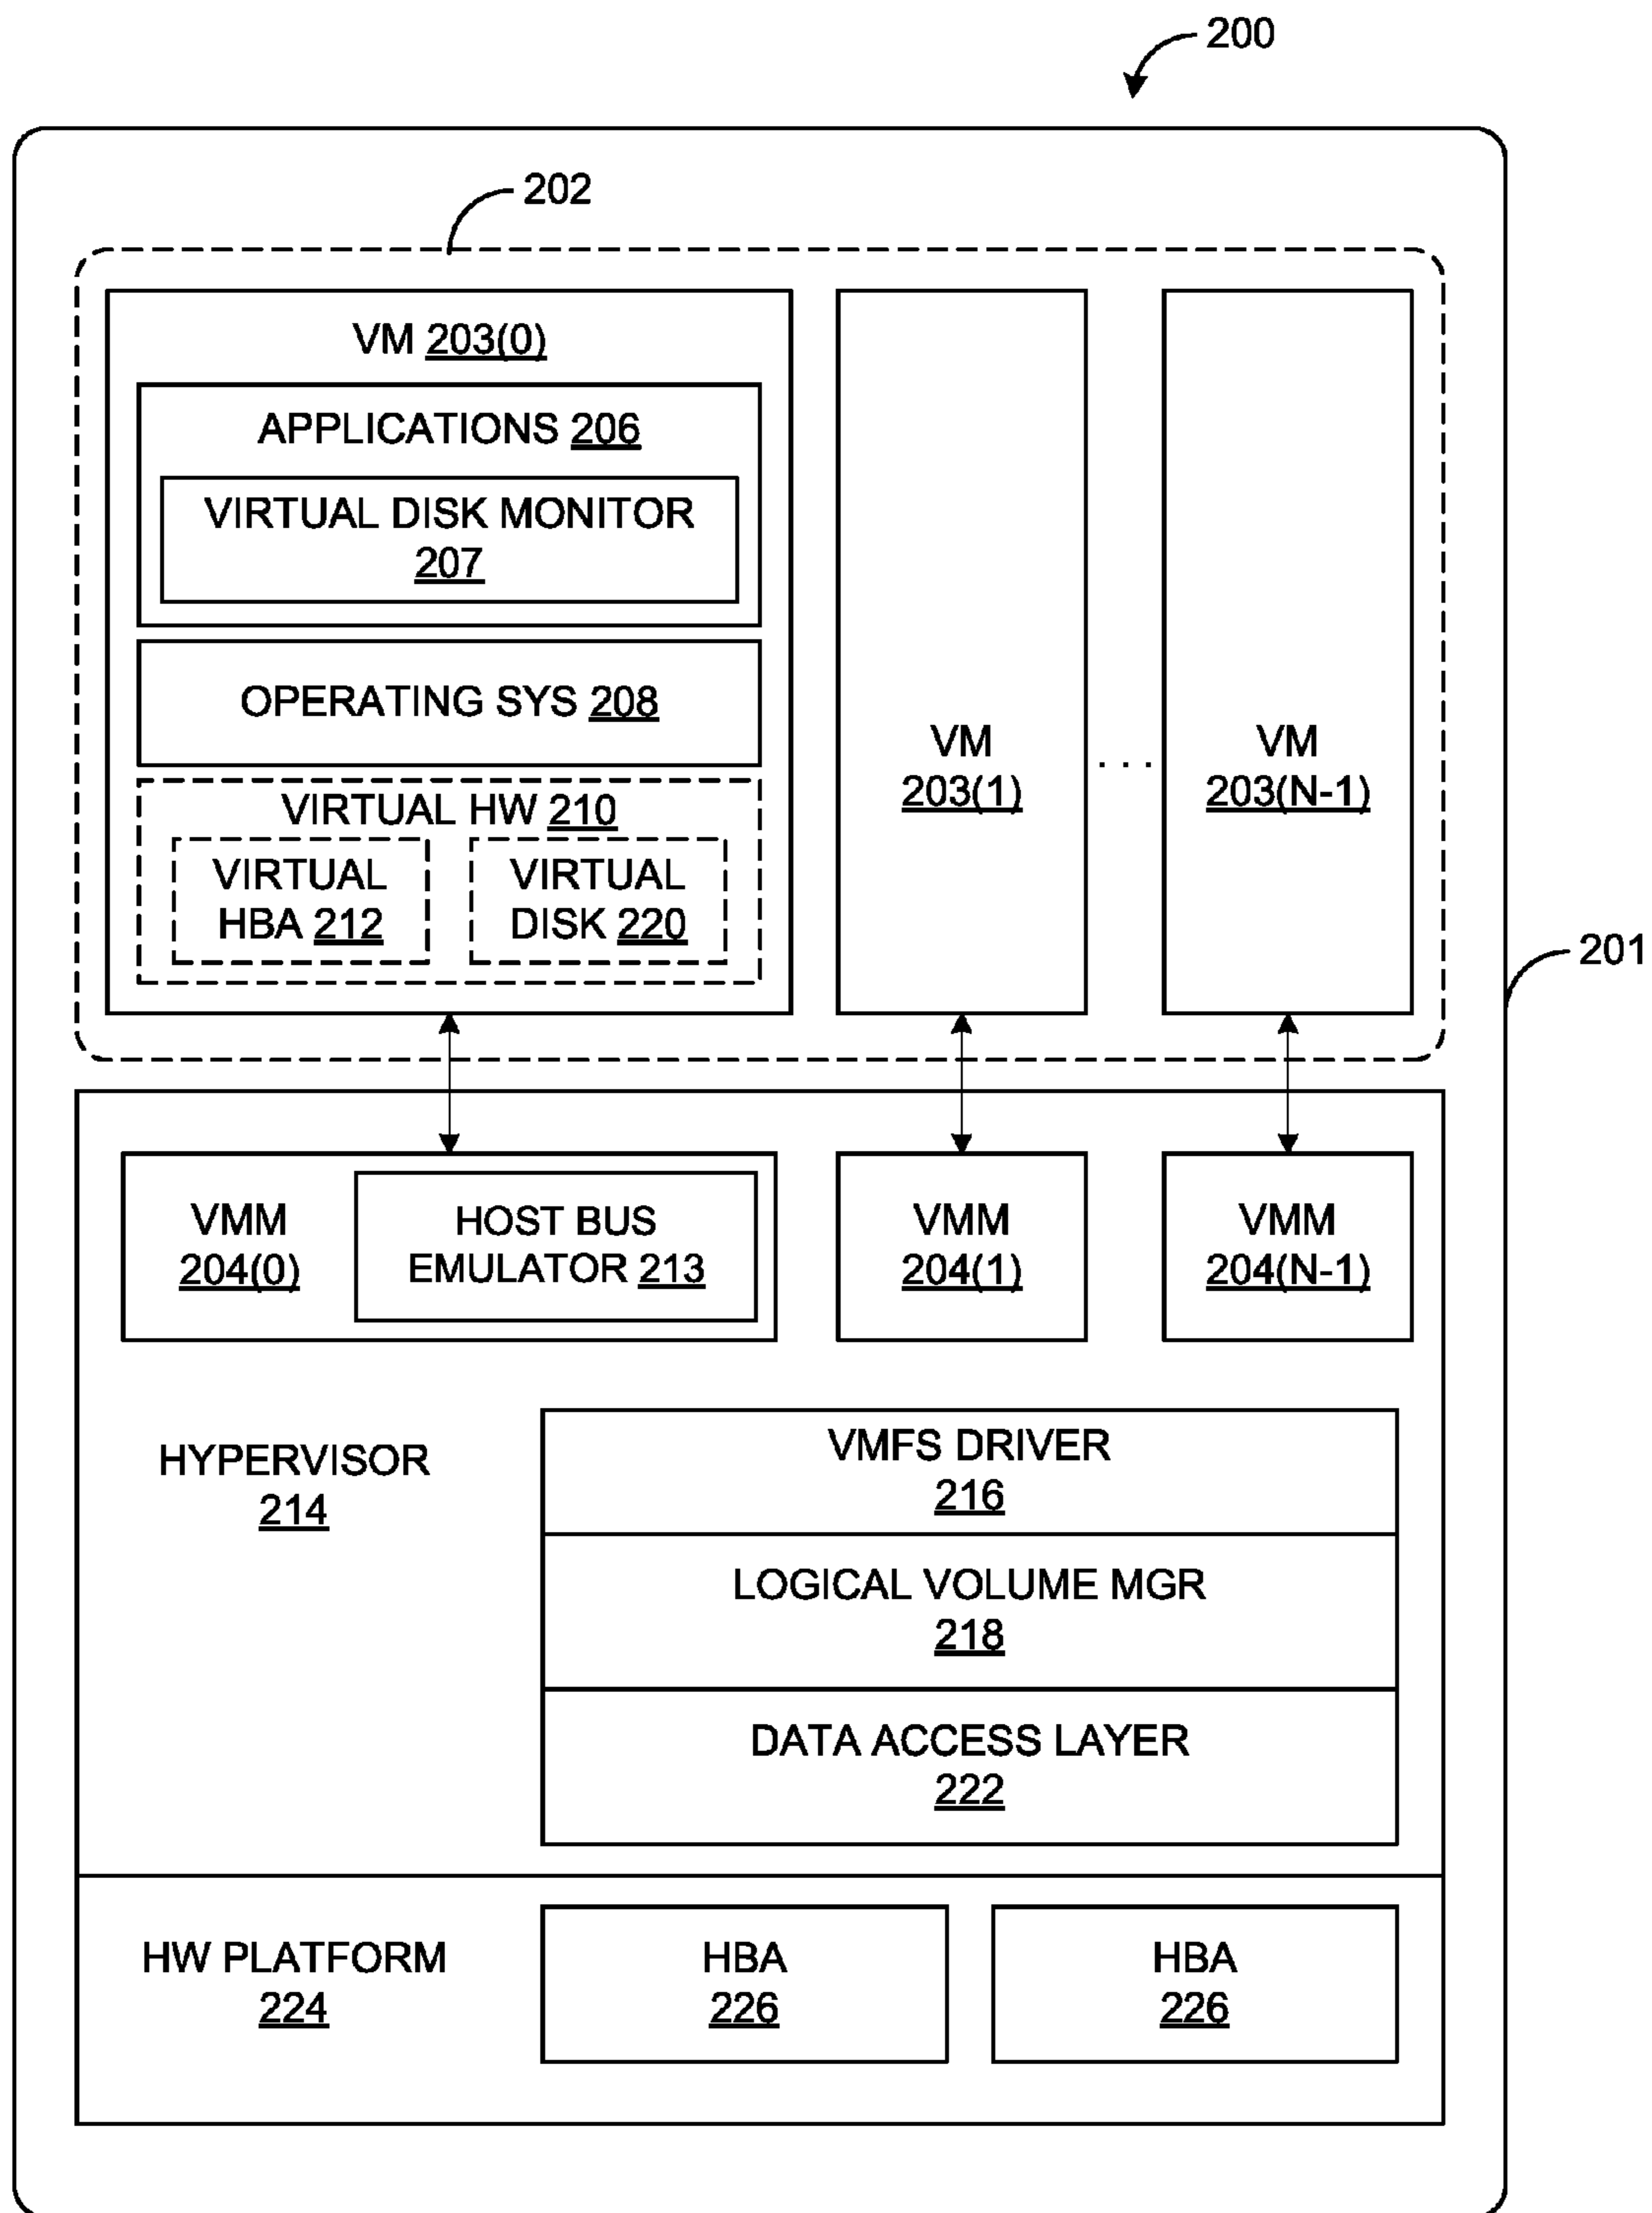 200
202
VM 203(0)
APPLICATIONS 206
VIRTUAL DISK MONITOR
207
OPERATING SYS 208
VIRTUAL HW 210
VIRTUAL
HBA 212
VIRTUAL
DISK 220
VM
203(1)
. . .
VM
203(N-1)
201
VMM
204(0)
HOST BUS
EMULATOR 213
VMM
204(1)
VMM
204(N-1)
HYPERVISOR
214
VMFS DRIVER
216
LOGICAL VOLUME MGR
218
DATA ACCESS LAYER
222
HW PLATFORM
224
HBA
226
HBA
226